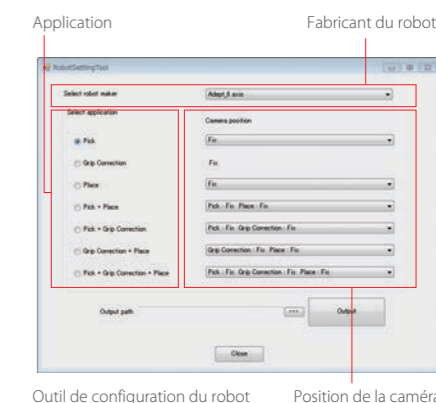 Application
Fabricant du robot
RobotSettingTool
Select robot maker
Adept_6 axis
Select application
Camera position
Pick
Fix
Grip Correction
Fix
Place
Fix
Pick + Place
Pick : Fix Place : Fix
Pick + Grip Correction
Pick : Fix Grip Correction : Fix
Grip Correction + Place
Grip Correction : Fix Place : Fix
Pick + Grip Correction + Place
Pick : Fix Grip Correction : Fix Place : Fix
Output path
Output
Close
Outil de configuration du robot
Position de la caméra